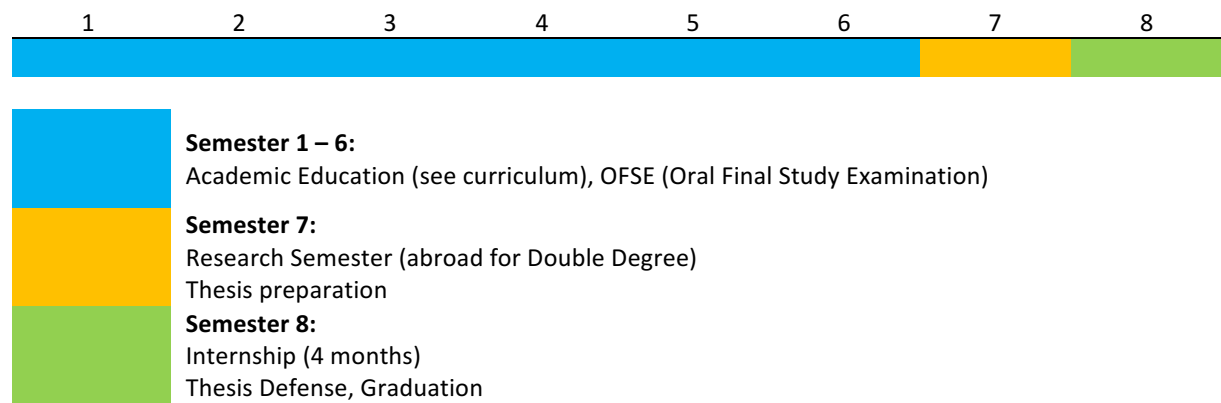 1 2 3 4 5 6 7 8
Semester 1 – 6:
Academic Education (see curriculum), OFSE (Oral Final Study Examination)
Semester 7:
Research Semester (abroad for Double Degree)
Thesis preparation
Semester 8:
Internship (4 months)
Thesis Defense, Graduation